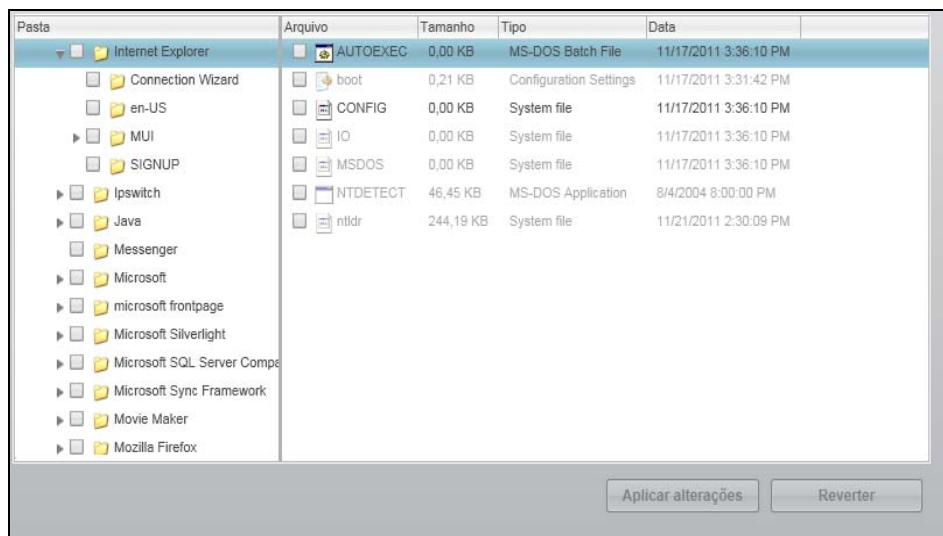 Pasta Arquivo Tamanho Tipo Data
Internet Explorer AUTOEXEC 0,00 KB MS-DOS Batch File 11/17/2011 3:36:10 PM
Connection Wizard boot 0,21 KB Configuration Settings 11/17/2011 3:31:42 PM
en-US CONFIG 0,00 KB System file 11/17/2011 3:36:10 PM
MUI IO 0,00 KB System file 11/17/2011 3:36:10 PM
SIGNUP MSDOS 0,00 KB System file 11/17/2011 3:36:10 PM
Ipswitch NTDETECT 46,45 KB MS-DOS Application 8/4/2004 8:00:00 PM
Java ntldr 244,19 KB System file 11/21/2011 2:30:09 PM
Messenger
Microsoft
microsoft frontpage
Microsoft Silverlight
Microsoft SQL Server Compa
Microsoft Sync Framework
Movie Maker
Mozilla Firefox
Aplicar alterações Reverter